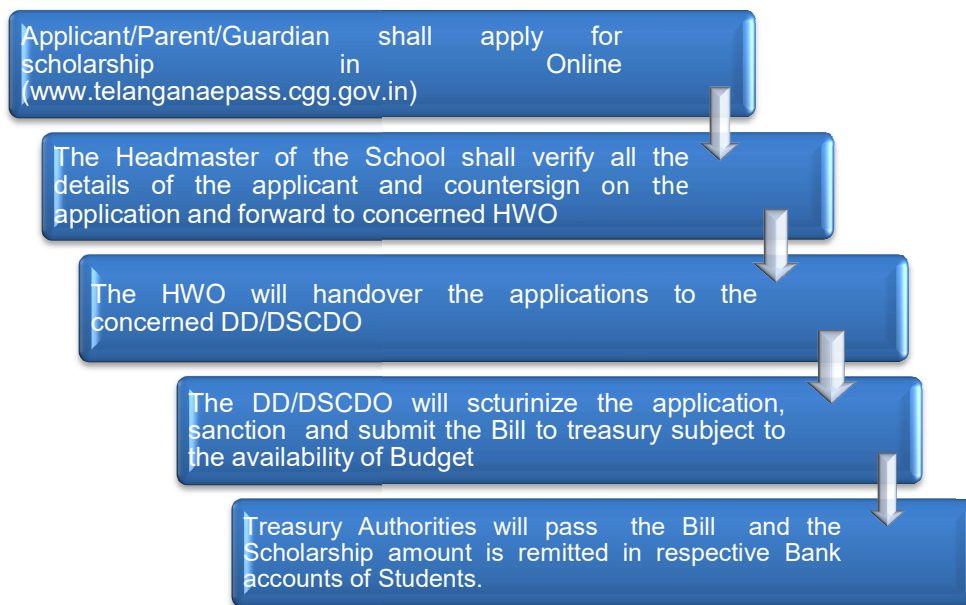 Applicant/Parent/Guardian shall apply for
scholarship in Online
(www.telanganaepass.cgg.gov.in)
The Headmaster of the School shall verify all the
details of the applicant and countersign on the
application and forward to concerned HWO
The HWO will handover the applications to the
concerned DD/DSCDO
The DD/DSCDO will scturinize the application,
sanction and submit the Bill to treasury subject to
the availability of Budget
Treasury Authorities will pass the Bill and the
Scholarship amount is remitted in respective Bank
accounts of Students.